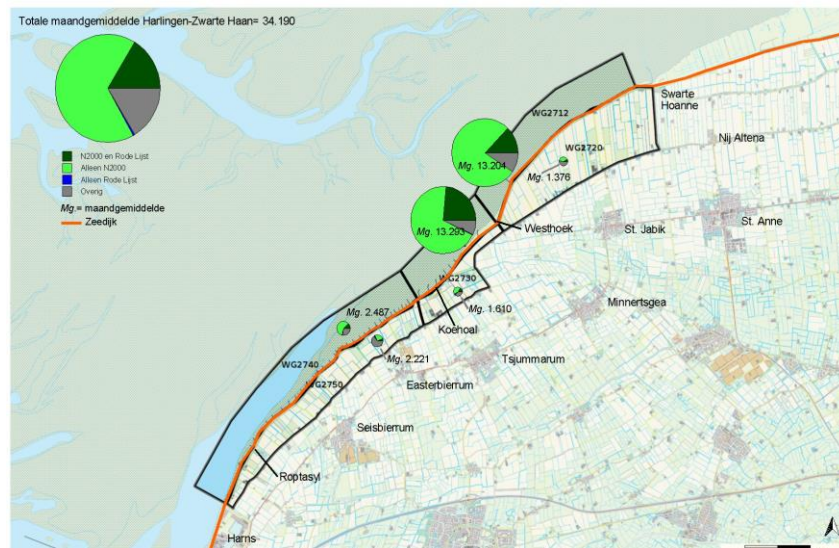 Totale maandgemiddelde Harlingen-Zwarte Haan= 34.190
N2000 en Rode Lijst
Alleen N2000
Alleen Rode Lijst
Overig
Mg.= maandgemiddelde
Zeedijk
Swarte
Hoanne
WG2712
Nij Altena
WG2720
Mg. 13.204
Mg. 1.376
St. Anne
St. Jabik
Westhoek
Mg. 13.293
WG2730
Minnertsgea
Mg. 1.610
Mg. 2.487
Koehoal
Mg. 2.221
Tsjummarum
WG2740
WG2750
Easterbierrum
Seisbierrum
Roptasyl
Harns